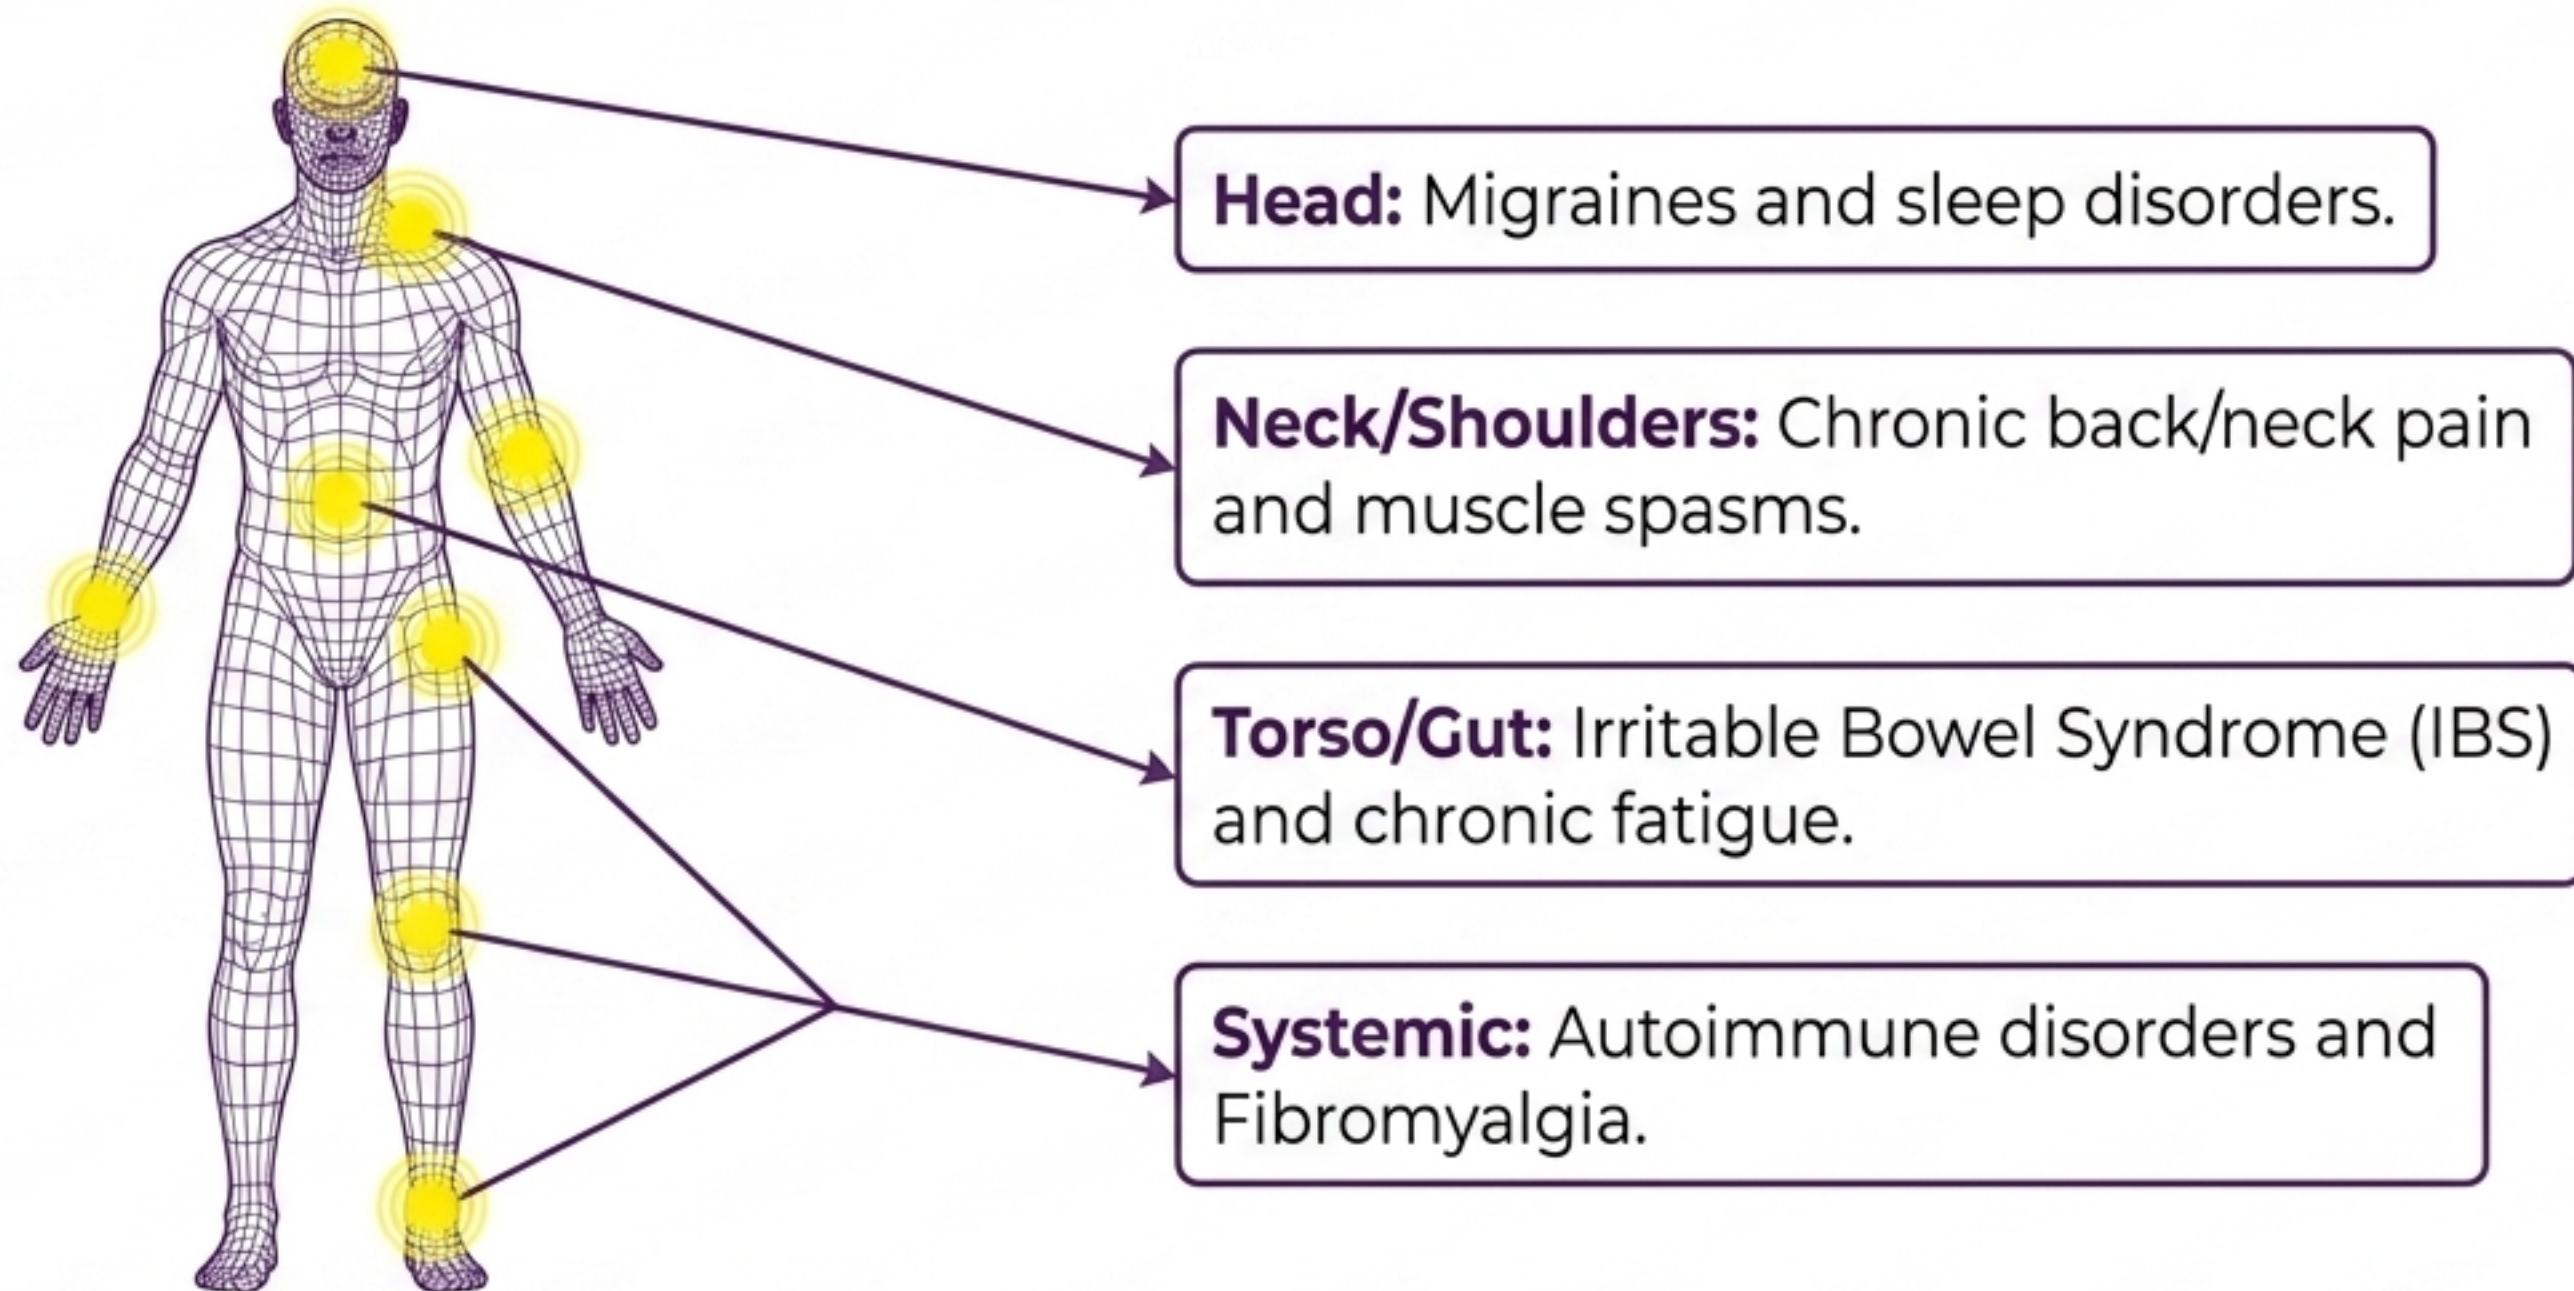 Head: Migraines and sleep disorders.
Neck/Shoulders: Chronic back/neck pain
and muscle spasms.
Torso/Gut: Irritable Bowel Syndrome (IBS)
and chronic fatigue.
Systemic: Autoimmune disorders and
Fibromyalgia.